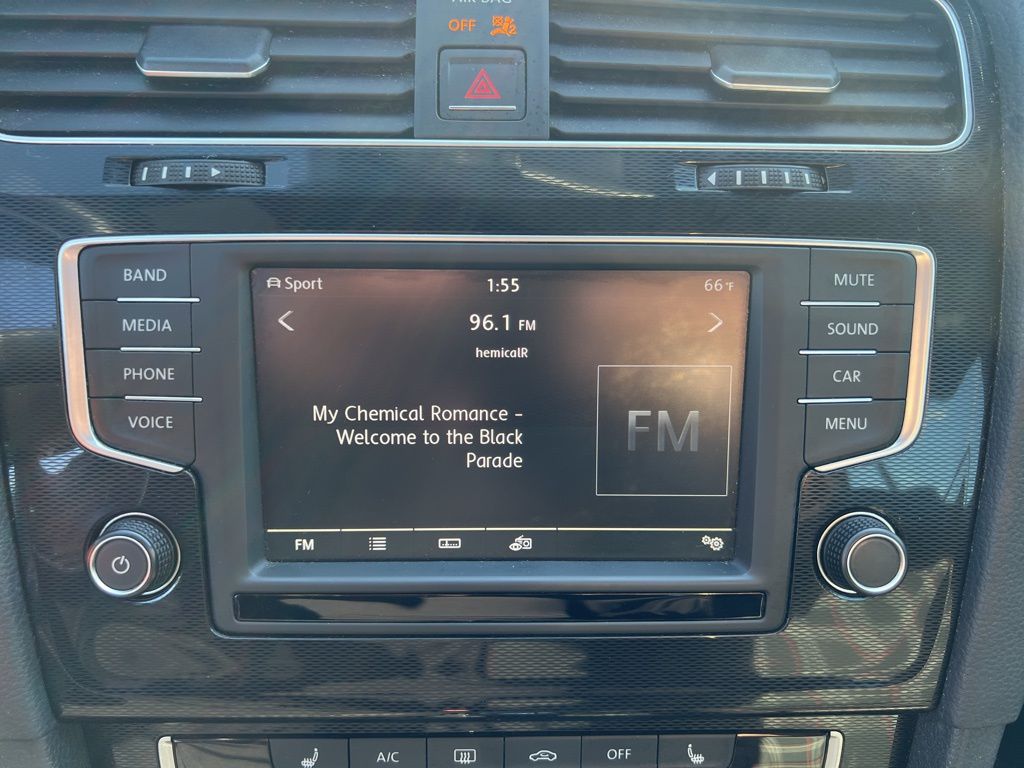 OFF
BAND
MEDIA
PHONE
VOICE
Sport 1:55 66°F
96.1 FM
hemicalR
My Chemical Romance –
Welcome to the Black
Parade
FM
FM
MUTE
SOUND
CAR
MENU
A/C
OFF